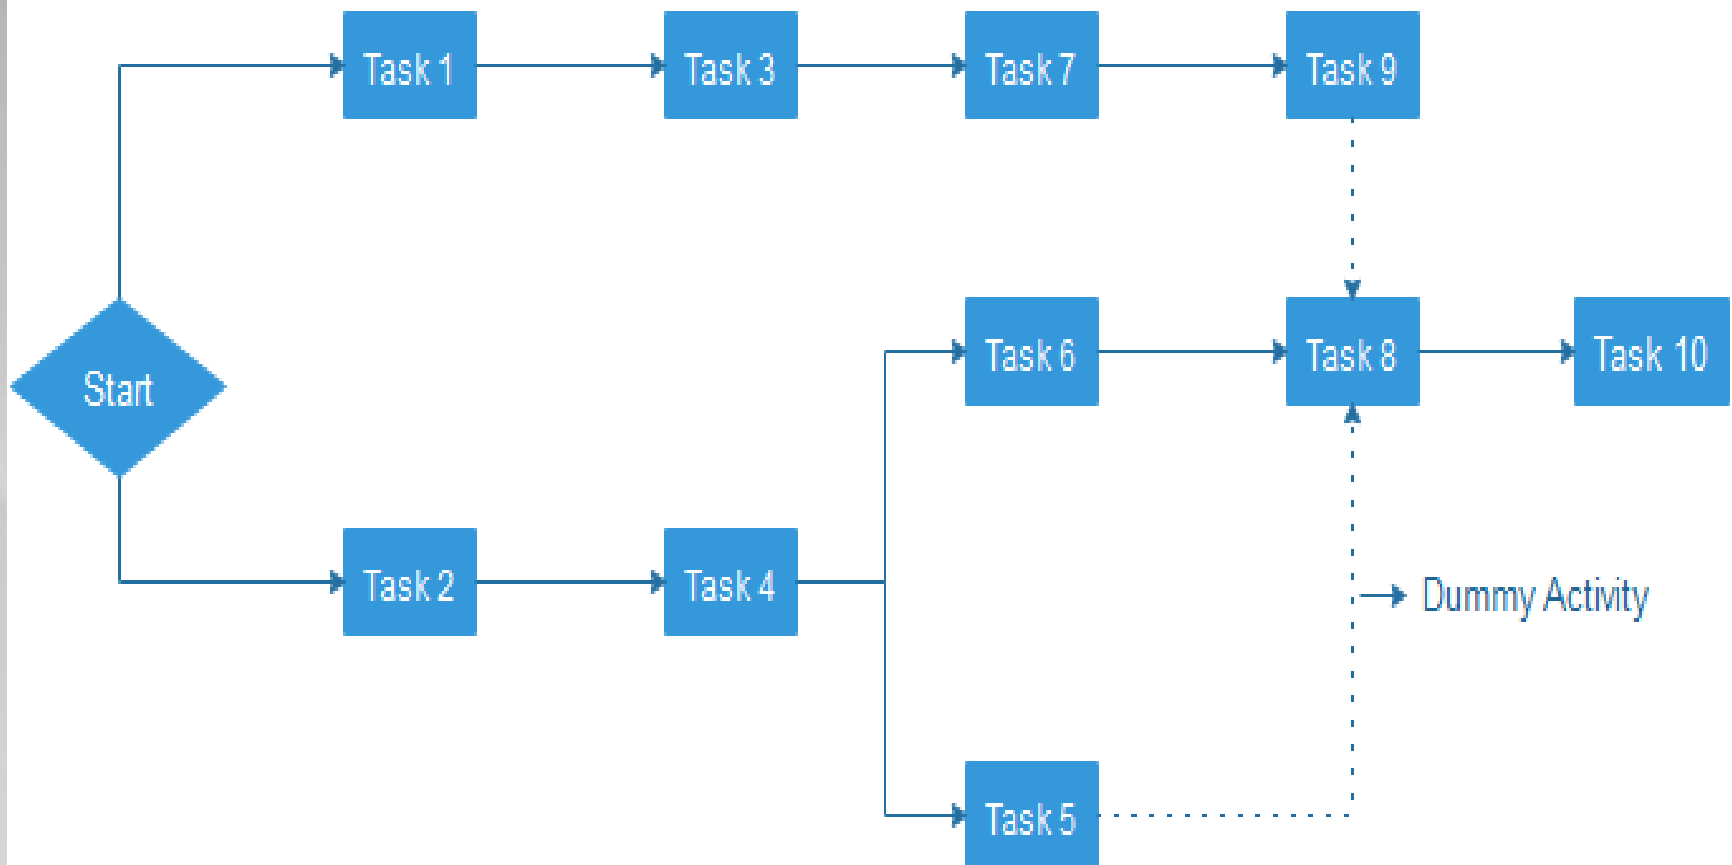 Task 1
Task 3
Task 7
Task 9
Start
Task 6
Task 8
Task 10
Task 2
Task 4
Dummy Activity
Task 5